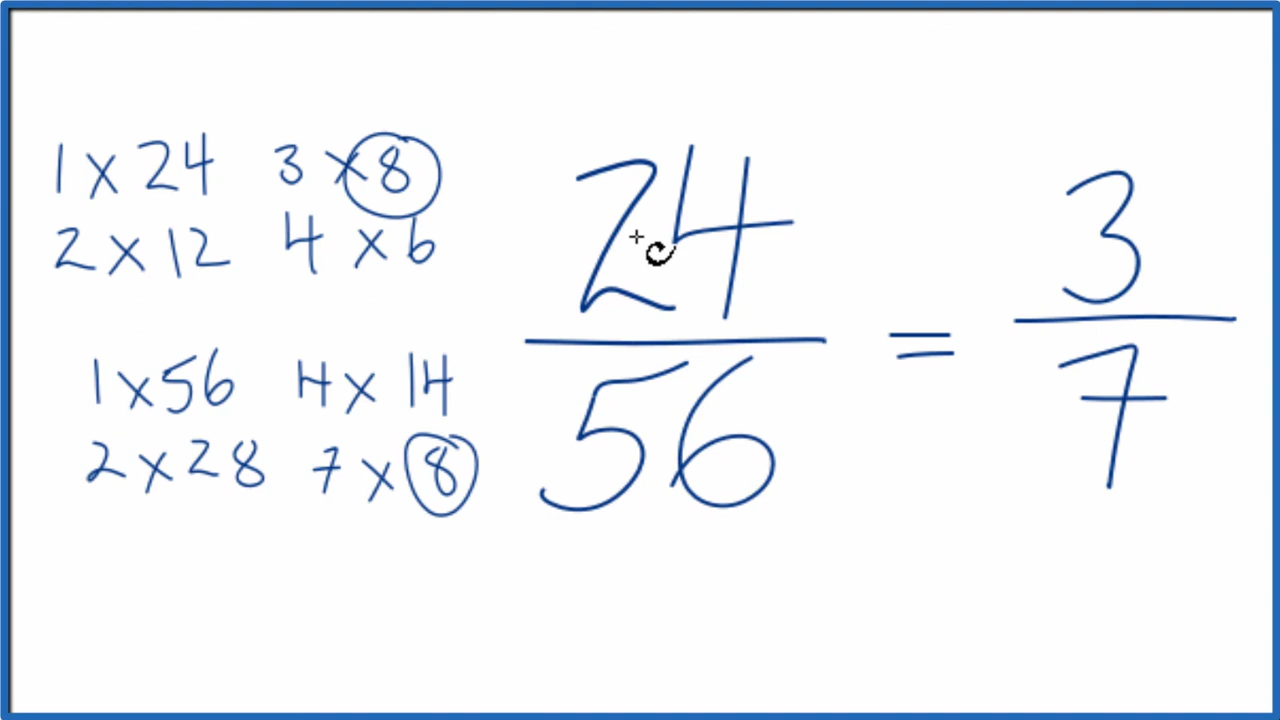 1 x 24 3 x 8
2 x 12 4 x 6
1 x 56 4 x 14
2 x 28 7 x 8
24
56
=
3
7